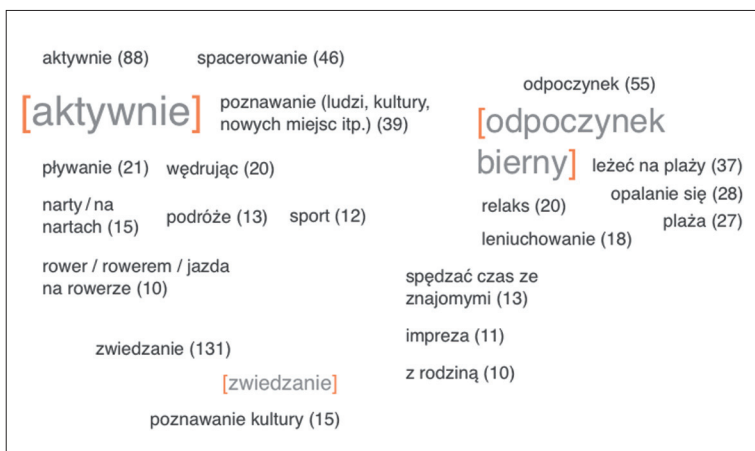 aktywnie (88)
spacerowanie (46)
[aktywnie]
poznawanie (ludzi, kultury,
nowych miejsc itp.) (39)
pływanie (21)
wędrując (20)
narty / na
nartach (15)
podróże (13)
sport (12)
rower / rowerem / jazda
na rowerze (10)
odpoczynek (55)
[odpoczynek
bierny]
leżeć na plaży (37)
opalanie się (28)
relaks (20)
plaża (27)
leniuchowanie (18)
spędzać czas ze
znajomymi (13)
impreza (11)
z rodziną (10)
zwiedzanie (131)
[zwiedzanie]
poznawanie kultury (15)